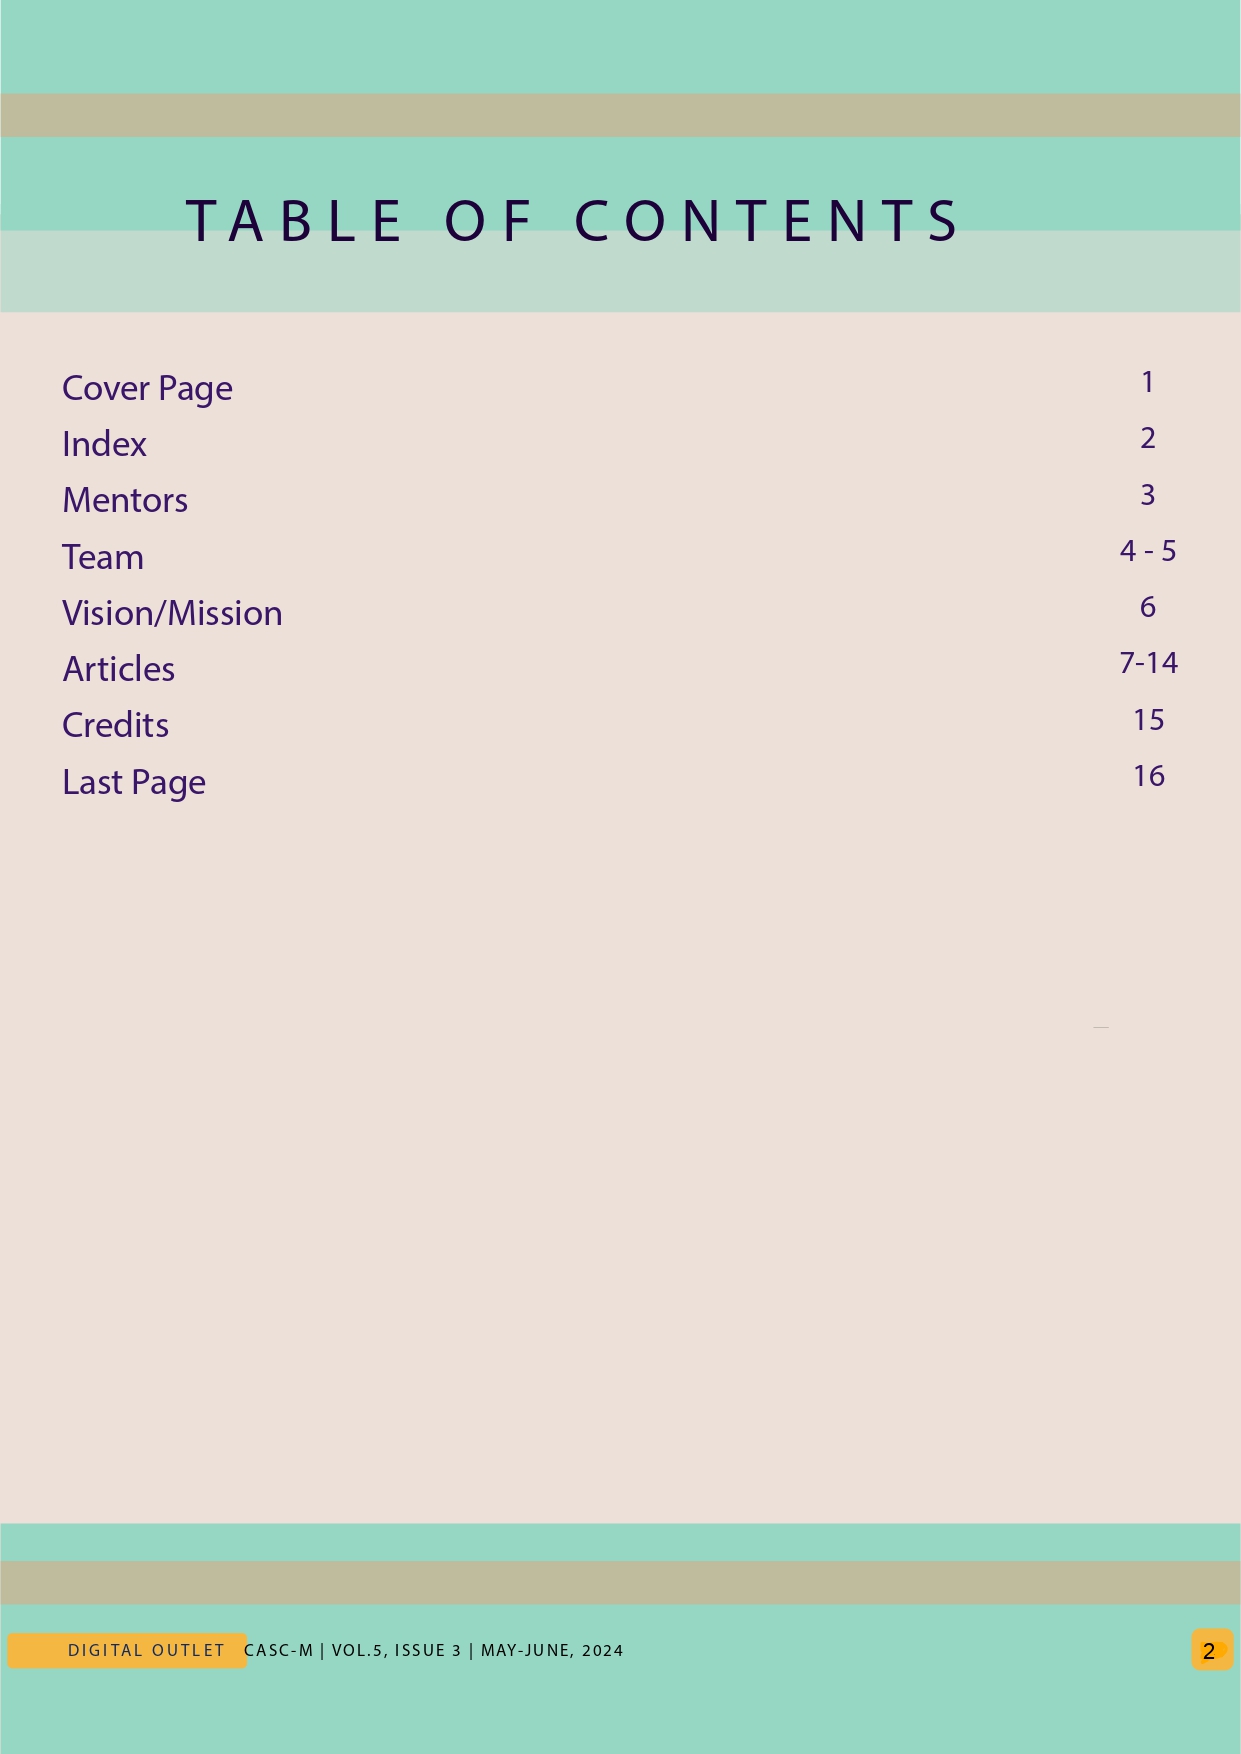 TABLE OF CONTENTS
Cover Page 1
Index 2
Mentors 3
Team 4 - 5
Vision/Mission 6
Articles 7-14
Credits 15
Last Page 16
DIGITAL OUTLET CASC-M | VOL.5, ISSUE 3 | MAY-JUNE, 2024 2